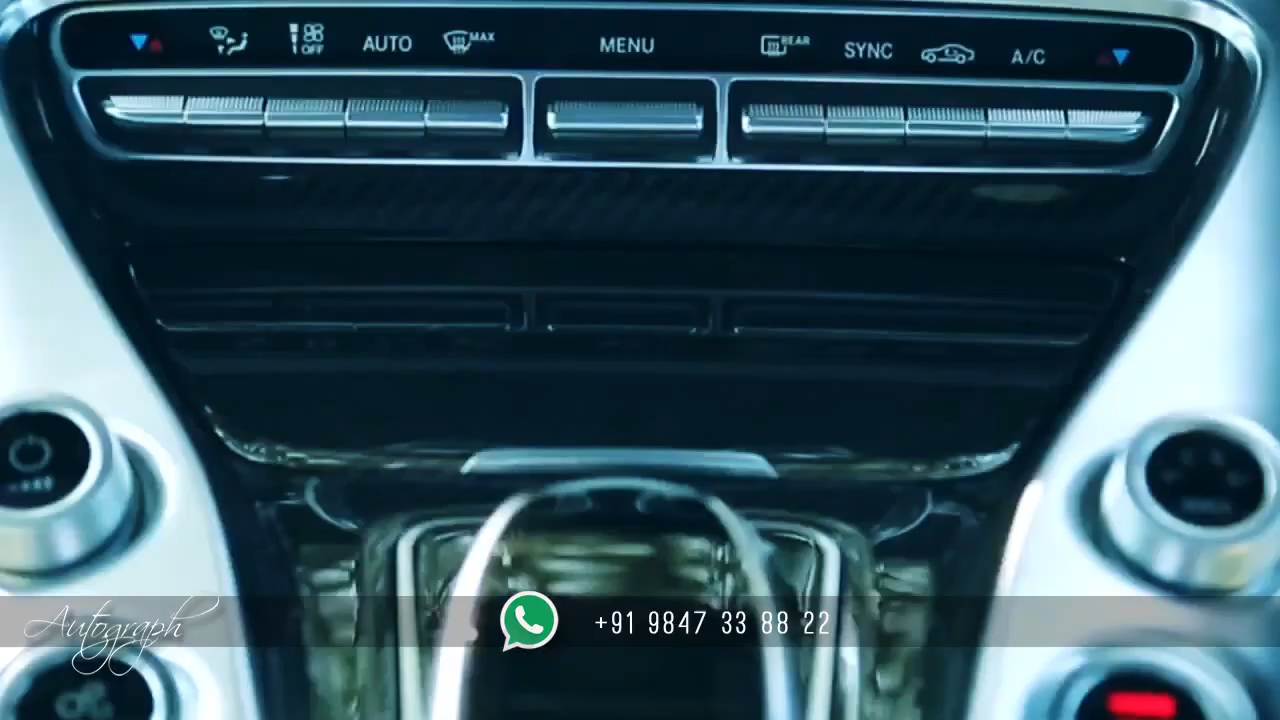 OFF
AUTO
MAX
MENU
REAR
SYNC
A/C
Autograph
+91 9847 33 88 22